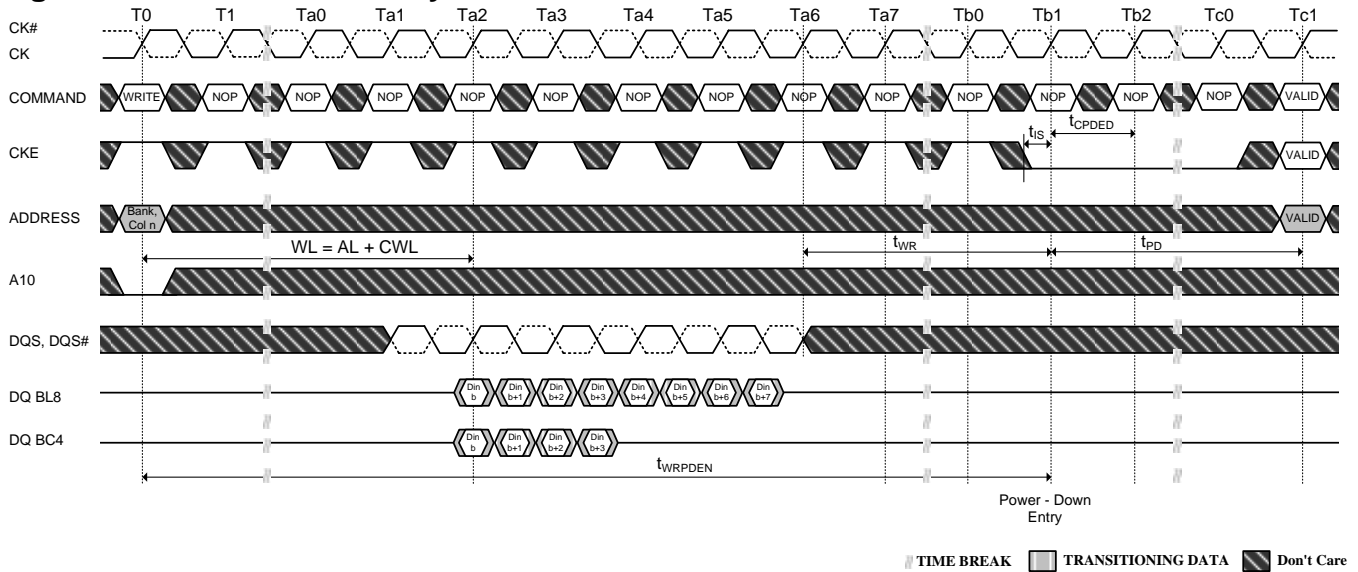 T0 T1 Ta0 Ta1 Ta2 Ta3 Ta4 Ta5 Ta6 Ta7 Tb0 Tb1 Tb2 Tc0 Tc1
CK#
CK
COMMAND WRITE NOP NOP NOP NOP NOP NOP NOP NOP NOP NOP NOP NOP NOP VALID
tIS tCPDED
CKE VALID
ADDRESS Bank, Col n VALID
WL = AL + CWL tWR tPD
A10
DQS, DQS#
DQ BL8 Din b Din b+1 Din b+2 Din b+3 Din b+4 Din b+5 Din b+6 Din b+7
DQ BC4 Din b Din b+1 Din b+2 Din b+3
tWRPDEN
Power - Down
Entry
TIME BREAK TRANSITIONING DATA Don't Care